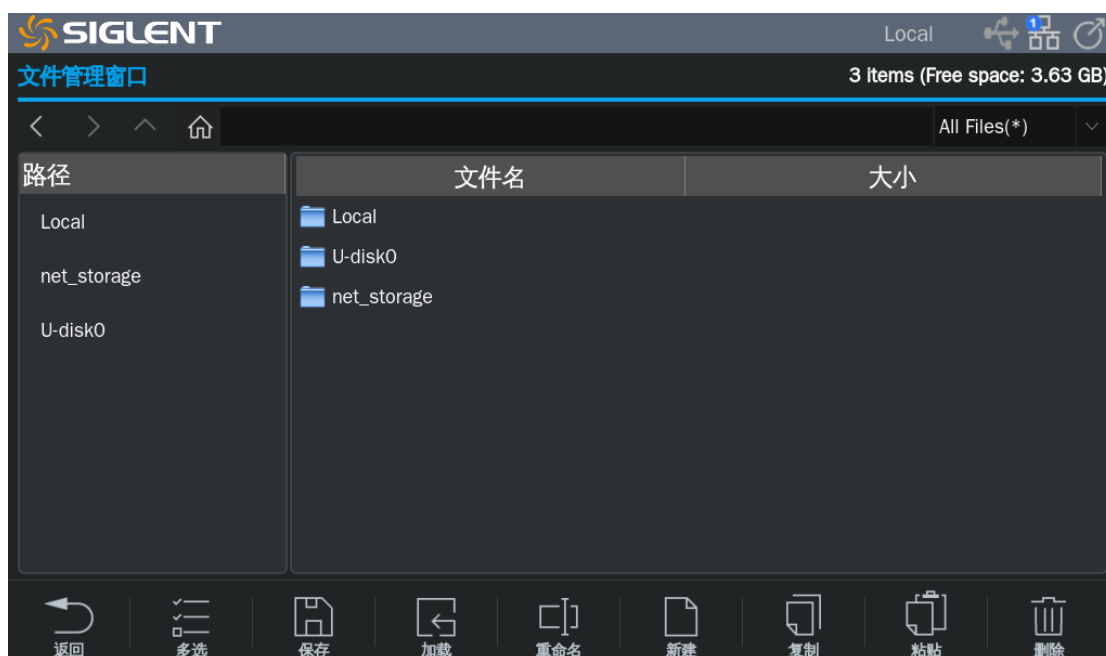 SIGLENT Local 1
文件管理窗口 3 items (Free space: 3.63 GB)
All Files(*)
路径 文件名 大小
Local
net_storage
U-disk0
Local
U-disk0
net_storage
返回 多选 保存 加载 重命名 新建 复制 粘贴 删除